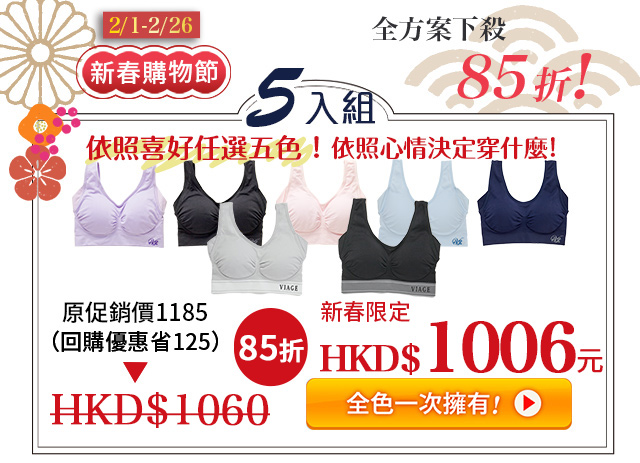 2/1-2/26
新春購物節
全方案下殺
85折!
5入組
依照喜好任選五色！依照心情決定穿什麼!
VIAGE
VIAGE
原促銷價1185
（回購優惠省125）
HKD$1060
85折
新春限定
HKD$1006元
全色一次擁有!